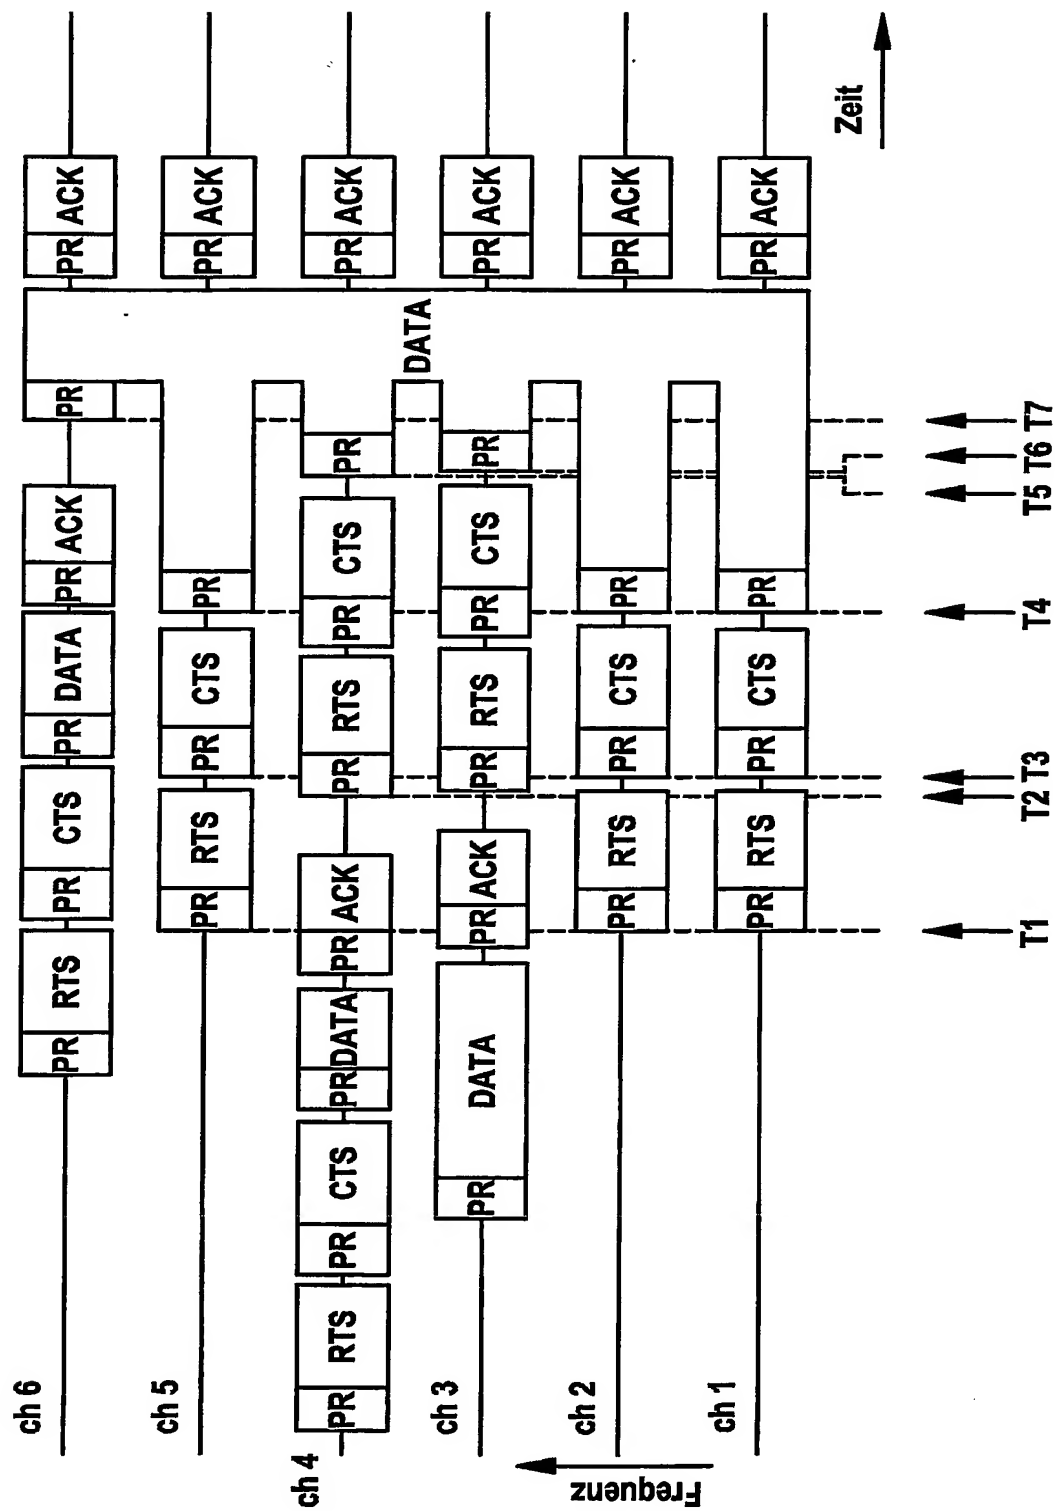 ch 6
PR RTS PR CTS PR DATA PR ACK PR
PR ACK
ch 5
PR RTS PR CTS PR
PR ACK
ch 4
PR RTS PR CTS PR DATA PR ACK PR RTS PR CTS PR
PR ACK
DATA
ch 3
PR DATA PR ACK PR RTS PR CTS PR
PR ACK
ch 2
PR RTS PR CTS PR
PR ACK
ch 1
PR RTS PR CTS PR
PR ACK
Frequenz
Zeit
T1 T2 T3 T4 T5 T6 T7